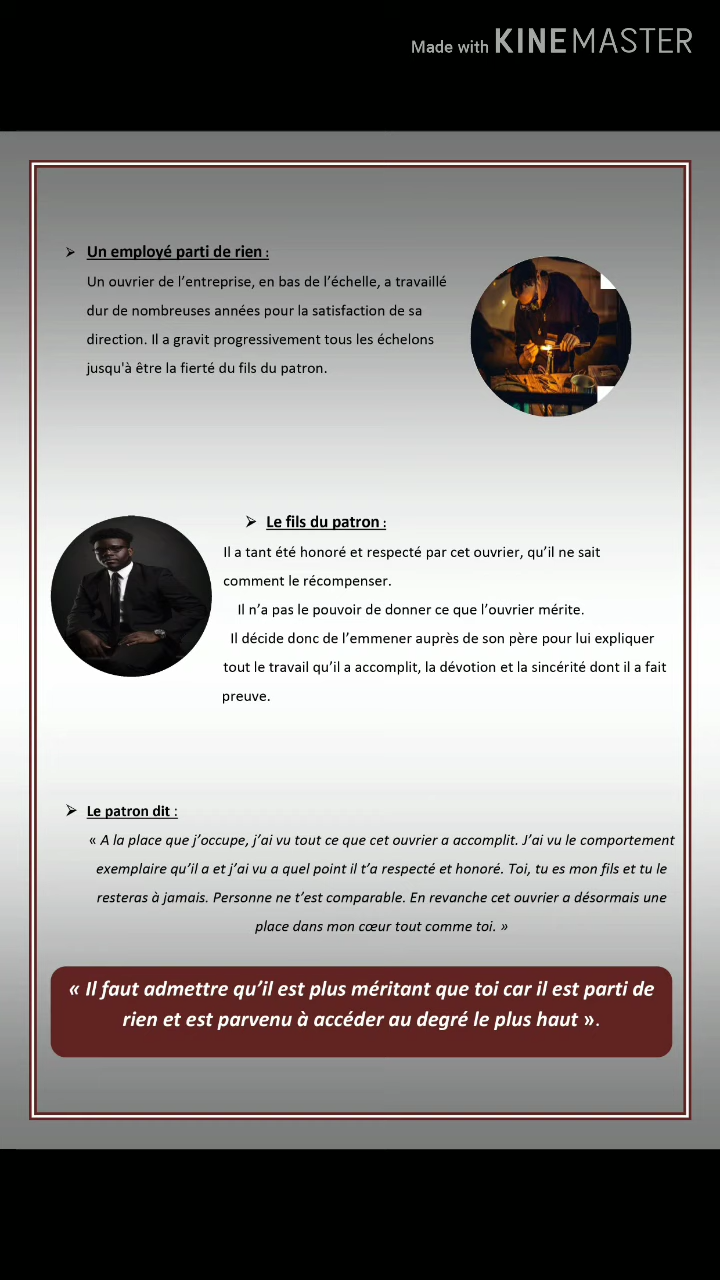 Made with KINEMASTER
➢ Un employé parti de rien :
Un ouvrier de l'entreprise, en bas de l'échelle, a travaillé
dur de nombreuses années pour la satisfaction de sa
direction. Il a gravit progressivement tous les échelons
jusqu'à être la fierté du fils du patron.
➢ Le fils du patron :
Il a tant été honoré et respecté par cet ouvrier, qu'il ne sait
comment le récompenser.
Il n'a pas le pouvoir de donner ce que l'ouvrier mérite.
Il décide donc de l'emmener auprès de son père pour lui expliquer
tout le travail qu'il a accomplit, la dévotion et la sincérité dont il a fait
preuve.
➢ Le patron dit :
« A la place que j'occupe, j'ai vu tout ce que cet ouvrier a accomplit. J'ai vu le comportement
exemplaire qu'il a et j'ai vu a quel point il t'a respecté et honoré. Toi, tu es mon fils et tu le
resteras à jamais. Personne ne t'est comparable. En revanche cet ouvrier a désormais une
place dans mon cœur tout comme toi. »
« Il faut admettre qu'il est plus méritant que toi car il est parti de
rien et est parvenu à accéder au degré le plus haut ».